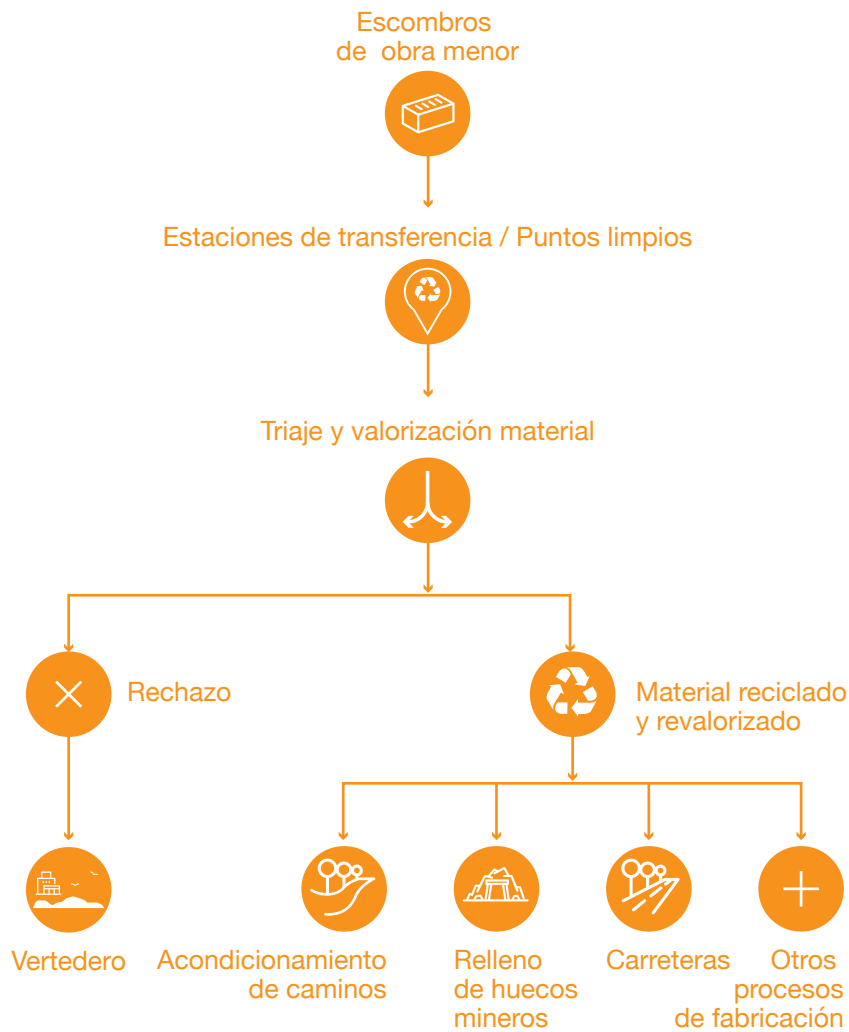 Escombros
de obra menor
Estaciones de transferencia / Puntos limpios
Triaje y valorización material
Rechazo
Material reciclado
y revalorizado
Vertedero
Acondicionamiento
de caminos
Relleno
de huecos
mineros
Carreteras
Otros
procesos
de fabricación